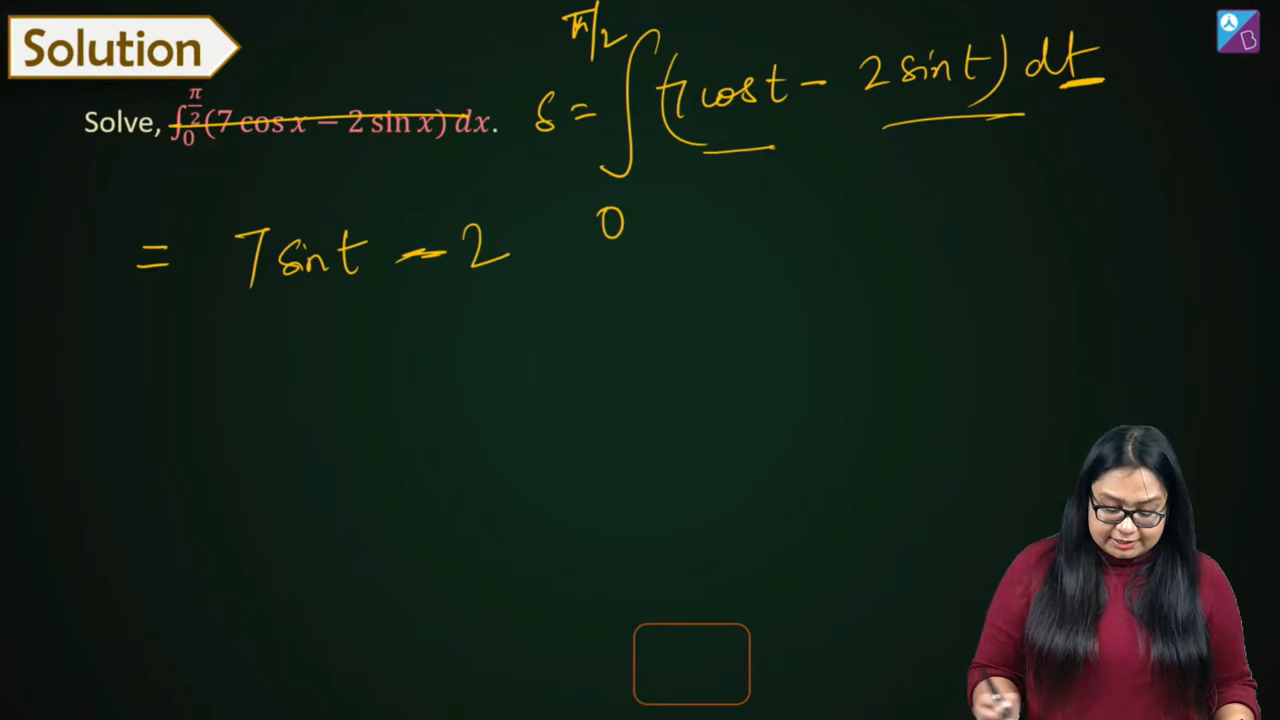 Solution
Solve, ∫₀^(π/2) (7 cos x − 2 sin x) dx.
s = ∫₀^(π/2) (7 cos t − 2 sin t) dt
= 7 sin t − 2
B